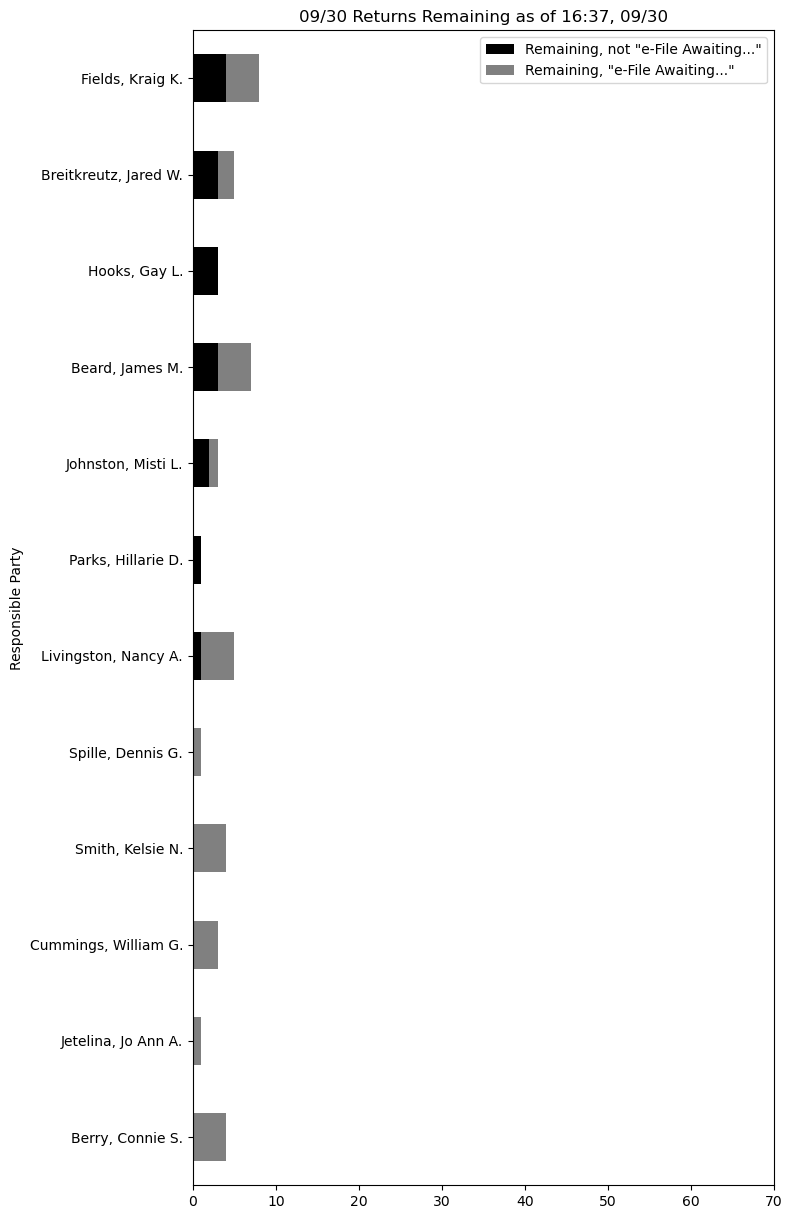 09/30 Returns Remaining as of 16:37, 09/30
Remaining, not "e-File Awaiting..."
Remaining, "e-File Awaiting..."
Responsible Party
Fields, Kraig K.
Breitkreutz, Jared W.
Hooks, Gay L.
Beard, James M.
Johnston, Misti L.
Parks, Hillarie D.
Livingston, Nancy A.
Spille, Dennis G.
Smith, Kelsie N.
Cummings, William G.
Jetelina, Jo Ann A.
Berry, Connie S.
0 10 20 30 40 50 60 70